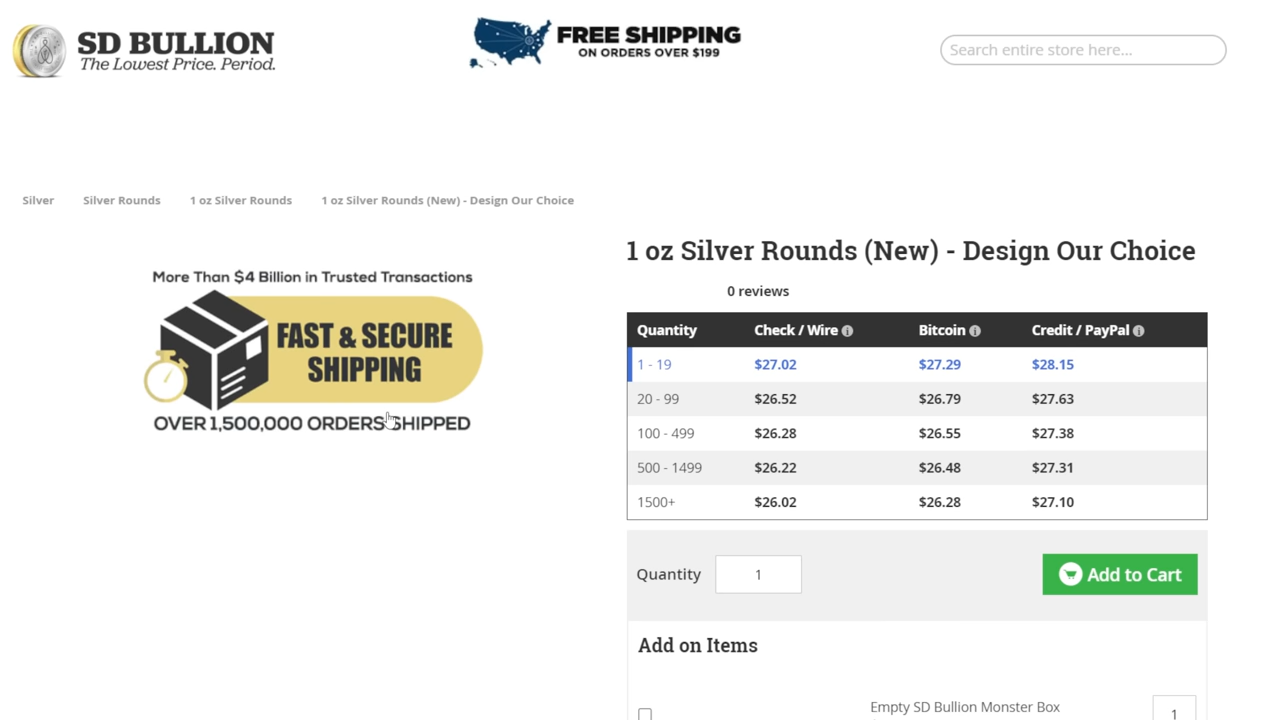 SD BULLION
The Lowest Price. Period.
FREE SHIPPING
ON ORDERS OVER $199
Search entire store here...
Silver Silver Rounds 1 oz Silver Rounds 1 oz Silver Rounds (New) - Design Our Choice
More Than $4 Billion in Trusted Transactions
FAST & SECURE
SHIPPING
OVER 1,500,000 ORDERS SHIPPED
1 oz Silver Rounds (New) - Design Our Choice
0 reviews
Quantity Check / Wire Bitcoin Credit / PayPal
1 - 19 $27.02 $27.29 $28.15
20 - 99 $26.52 $26.79 $27.63
100 - 499 $26.28 $26.55 $27.38
500 - 1499 $26.22 $26.48 $27.31
1500+ $26.02 $26.28 $27.10
Quantity 1 Add to Cart
Add on Items
Empty SD Bullion Monster Box 1